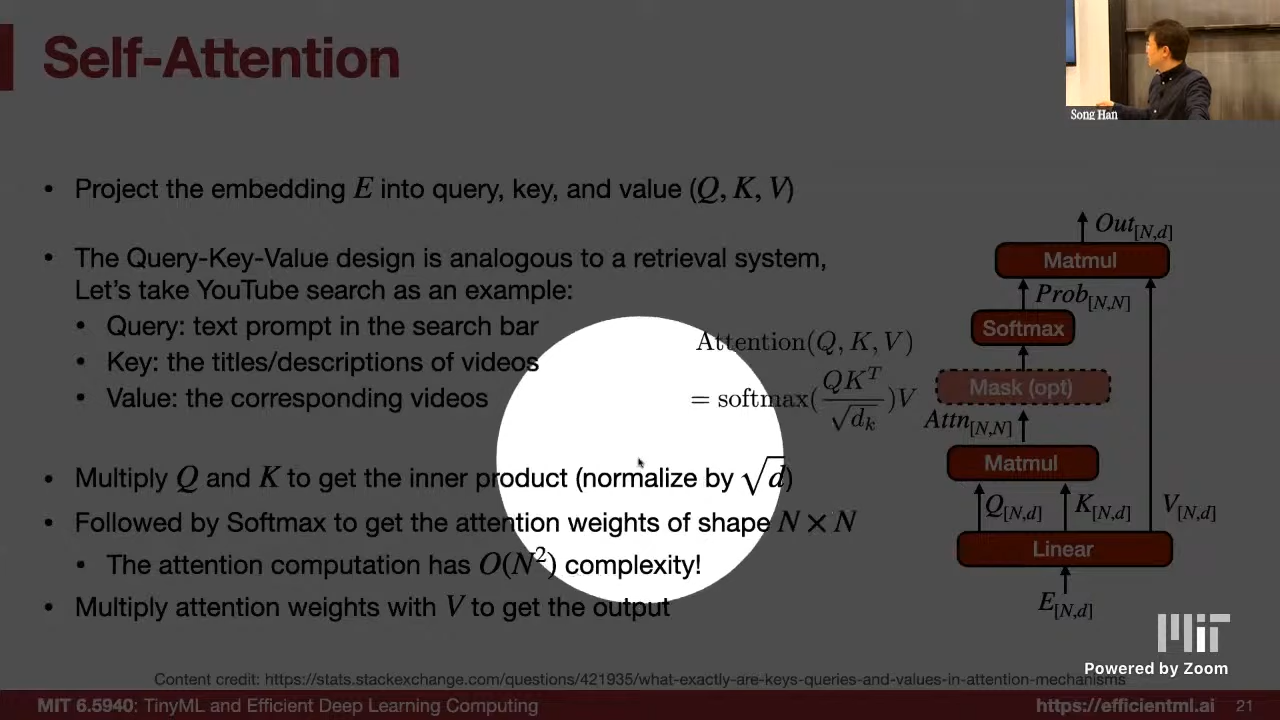 Self-Attention
Song Han
• Project the embedding E into query, key, and value (Q, K, V)
• The Query-Key-Value design is analogous to a retrieval system,
Let's take YouTube search as an example:
• Query: text prompt in the search bar
• Key: the titles/descriptions of videos
• Value: the corresponding videos
Attention(Q, K, V)
= softmax(QK^T/√d_k)V
• Multiply Q and K to get the inner product (normalize by √d)
• Followed by Softmax to get the attention weights of shape N × N
• The attention computation has O(N²) complexity!
• Multiply attention weights with V to get the output
Out[N,d]
Matmul
Prob[N,N]
Softmax
Mask (opt)
Attn[N,N]
Matmul
Q[N,d] K[N,d] V[N,d]
Linear
E[N,d]
MIT
Powered by Zoom
Content credit: https://stats.stackexchange.com/questions/421935/what-exactly-are-keys-queries-and-values-in-attention-mechanisms
MIT 6.5940: TinyML and Efficient Deep Learning Computing
https://efficientml.ai 21